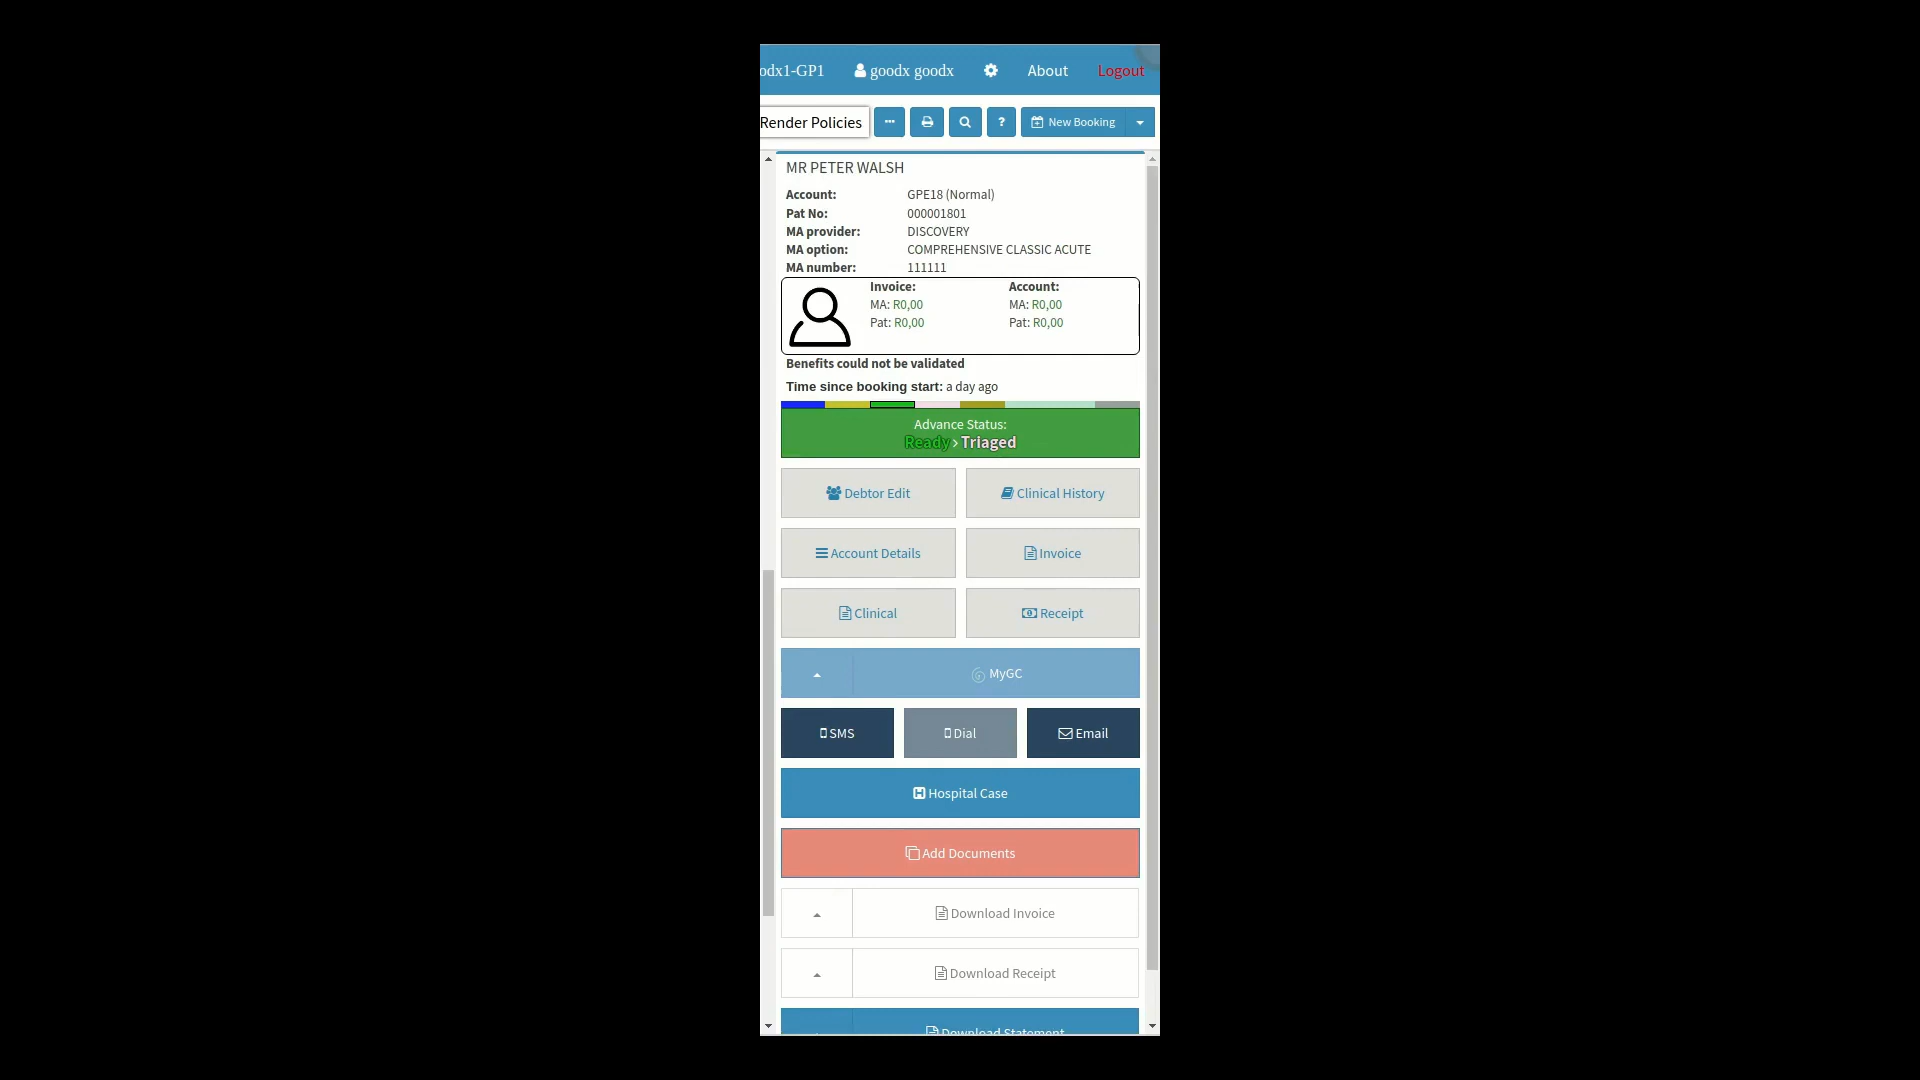 odx1-GP1 goodx goodx About Logout
Render Policies ... ? New Booking
MR PETER WALSH
Account: GPE18 (Normal)
Pat No: 000001801
MA provider: DISCOVERY
MA option: COMPREHENSIVE CLASSIC ACUTE
MA number: 111111
Invoice: Account:
MA: R0,00 MA: R0,00
Pat: R0,00 Pat: R0,00
Benefits could not be validated
Time since booking start: a day ago
Advance Status:
Ready › Triaged
Debtor Edit Clinical History
Account Details Invoice
Clinical Receipt
MyGC
SMS Dial Email
Hospital Case
Add Documents
Download Invoice
Download Receipt
Download Statement